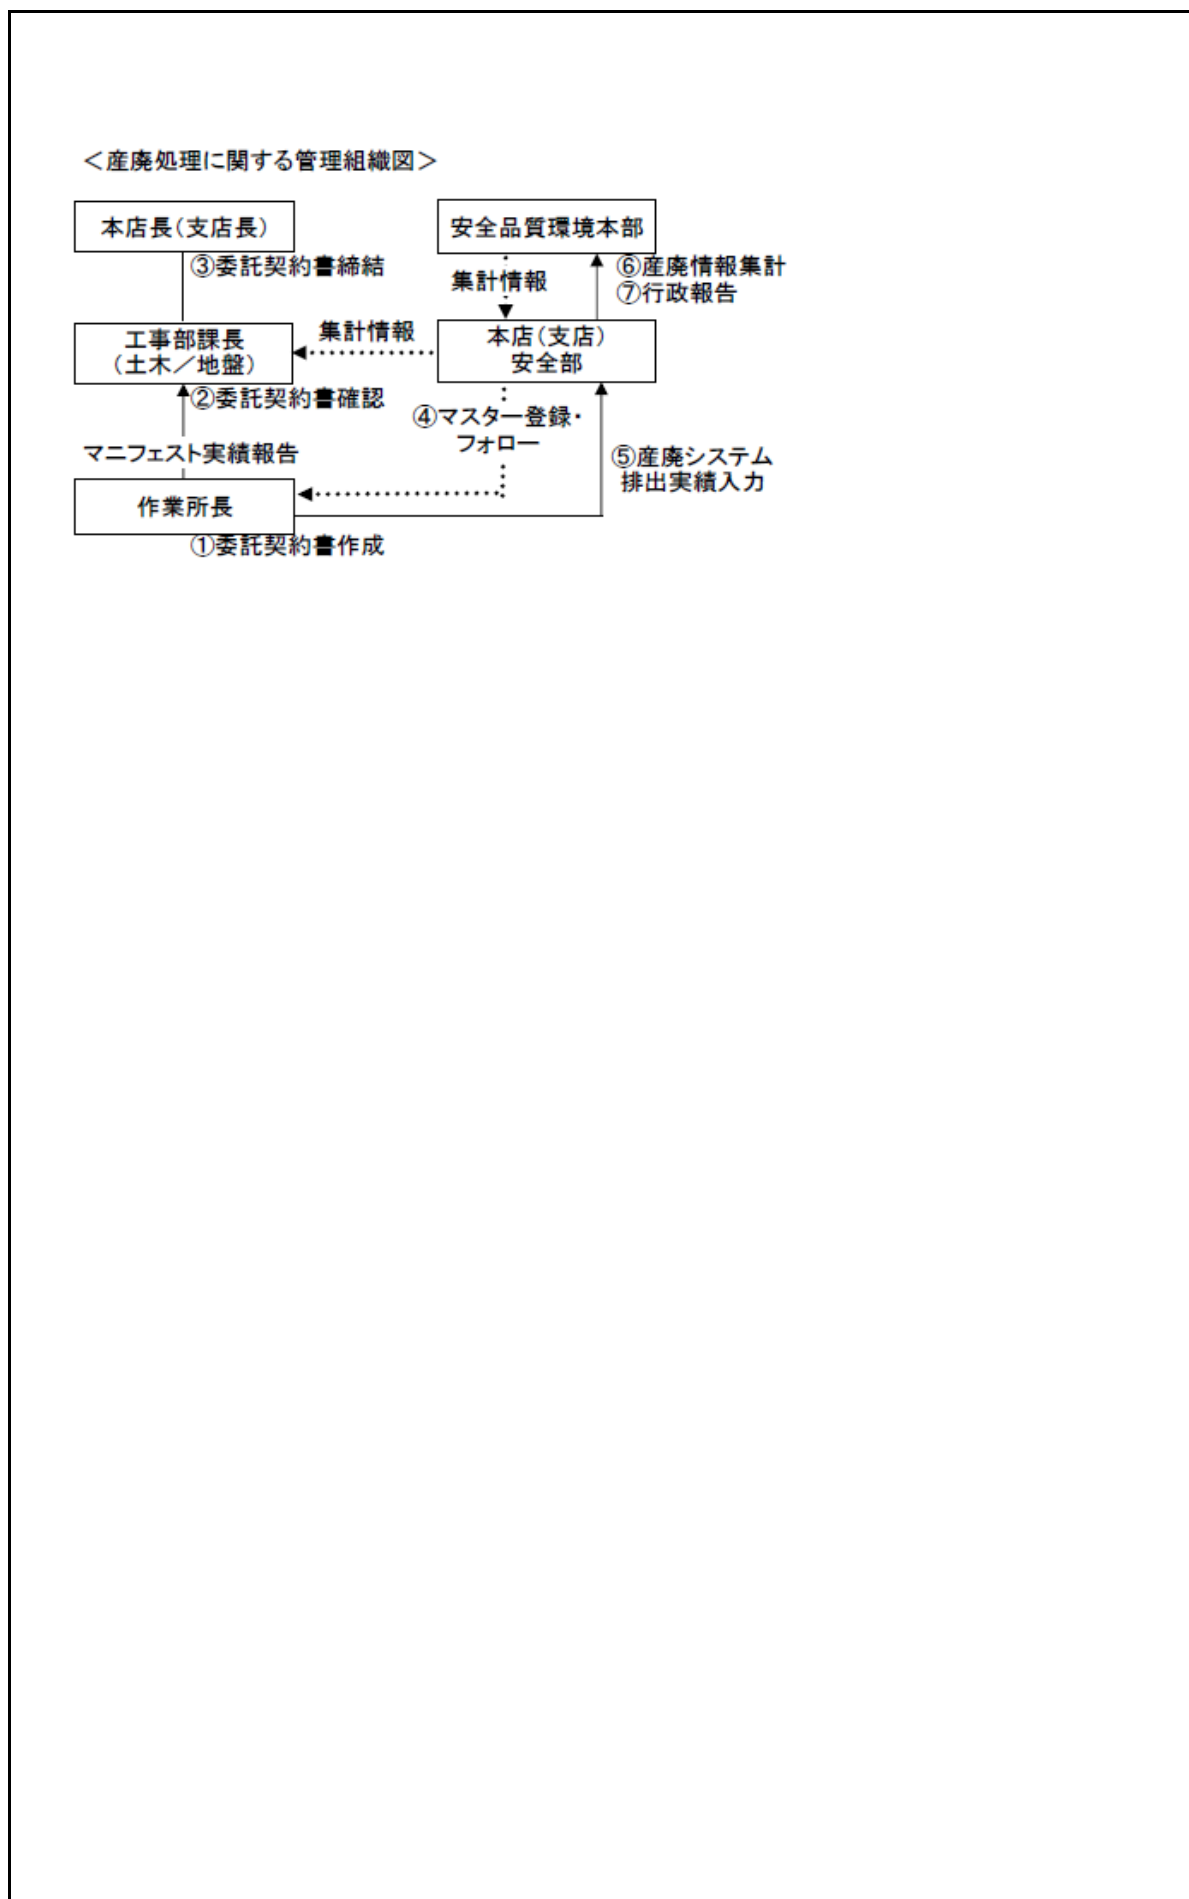 ＜産廃処理に関する管理組織図＞
本店長（支店長）
③委託契約書締結
安全品質環境本部
集計情報
⑥産廃情報集計
⑦行政報告
工事部課長
（土木／地盤）
②委託契約書確認
集計情報
本店（支店）
安全部
④マスター登録・
フォロー
マニフェスト実績報告
⑤産廃システム
排出実績入力
作業所長
①委託契約書作成